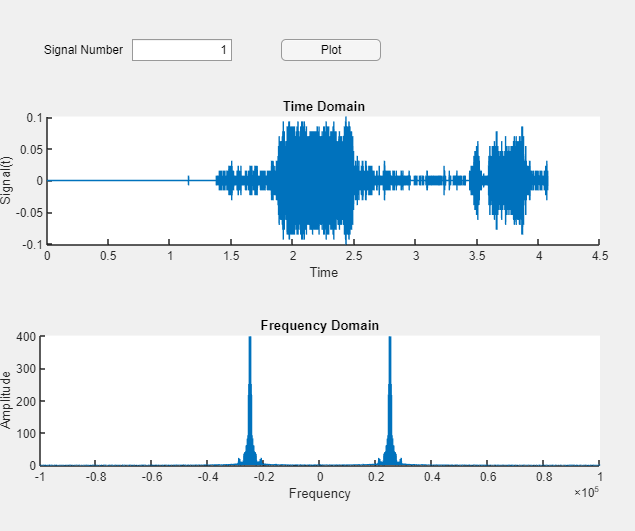 Signal Number 1 Plot
Time Domain
0.1
0.05
0
-0.05
-0.1
Signal(t)
0 0.5 1 1.5 2 2.5 3 3.5 4 4.5
Time
Frequency Domain
400
300
200
100
0
Amplitude
-1 -0.8 -0.6 -0.4 -0.2 0 0.2 0.4 0.6 0.8 1
Frequency
×10⁵